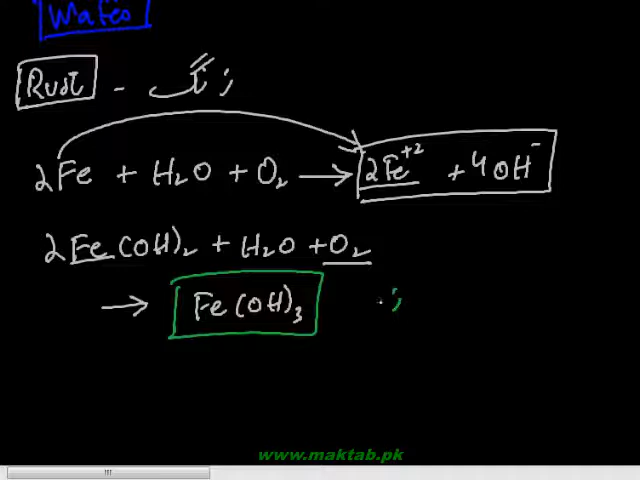 Water
Rust - زنگ
2Fe + H₂O + O₂ → 2Fe⁺² + 4OH⁻
2Fe(OH)₂ + H₂O + O₂
→ Fe(OH)₃
www.maktab.pk